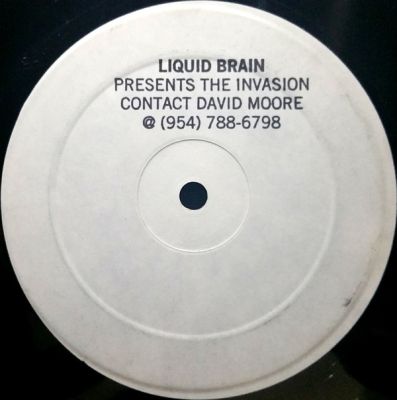 LIQUID BRAIN
PRESENTS THE INVASION
CONTACT DAVID MOORE
@ (954) 788-6798